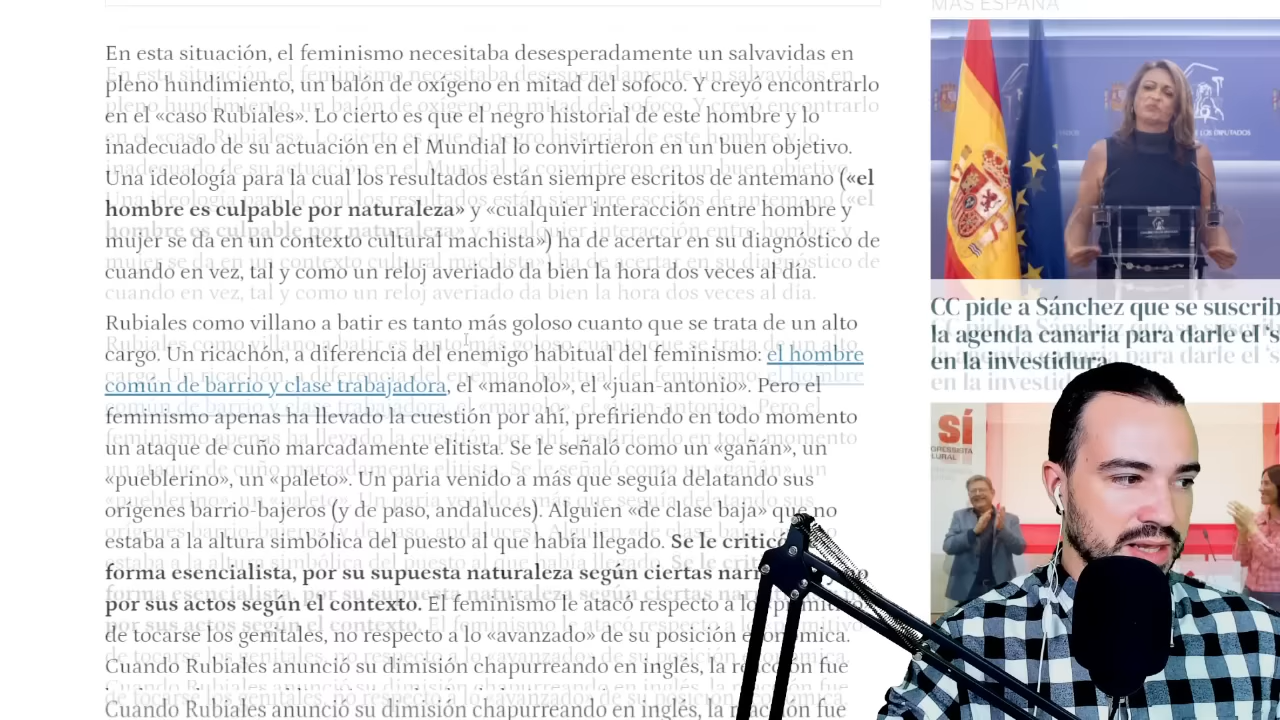 MÁS ESPAÑA
En esta situación, el feminismo necesitaba desesperadamente un salvavidas en
pleno hundimiento, un balón de oxígeno en mitad del sofoco. Y creyó encontrarlo
en el «caso Rubiales». Lo cierto es que el negro historial de este hombre y lo
inadecuado de su actuación en el Mundial lo convirtieron en un buen objetivo.
Una ideología para la cual los resultados están siempre escritos de antemano («el
hombre es culpable por naturaleza» y «cualquier interacción entre hombre y
mujer se da en un contexto cultural machista») ha de acertar en su diagnóstico de
cuando en vez, tal y como un reloj averiado da bien la hora dos veces al día.
Rubiales como villano a batir es tanto más goloso cuanto que se trata de un alto
cargo. Un ricachón, a diferencia del enemigo habitual del feminismo: el hombre
común de barrio y clase trabajadora, el «manolo», el «juan-antonio». Pero el
feminismo apenas ha llevado la cuestión por ahí, prefiriendo en todo momento
un ataque de cuño marcadamente elitista. Se le señaló como un «gañán», un
«pueblerino», un «paleto». Un paria venido a más que seguía delatando sus
orígenes barrio-bajeros (y de paso, andaluces). Alguien «de clase baja» que no
estaba a la altura simbólica del puesto al que había llegado. Se le criticó
forma esencialista, por su supuesta naturaleza según ciertas
por sus actos según el contexto. El feminismo le atacó respecto a lo
de tocarse los genitales, no respecto a lo «avanzado» de su posición económica.
Cuando Rubiales anunció su dimisión chapurreando en inglés, la reacción fue
CC pide a Sánchez que se suscrib
la agenda canaria para darle el 's
en la investidura
SÍ